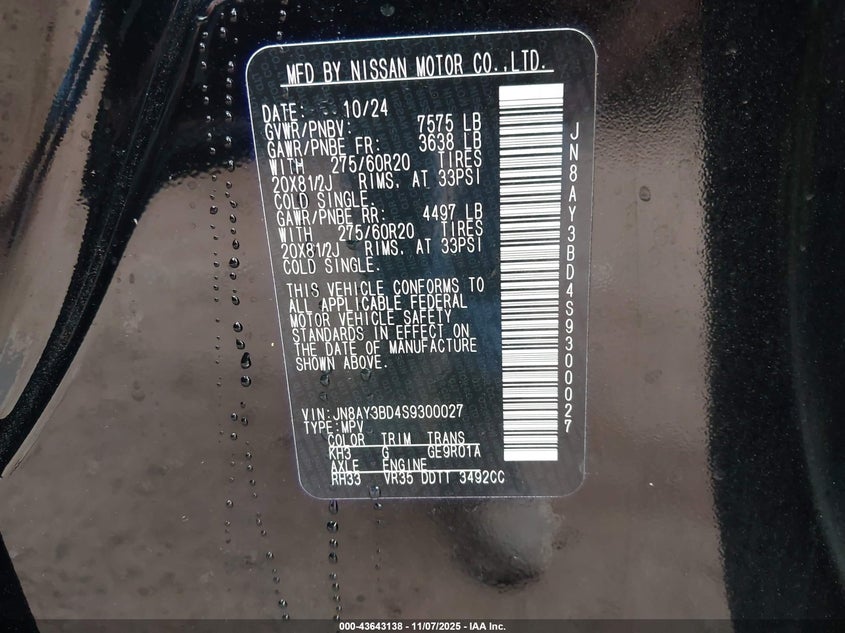 MFD BY NISSAN MOTOR CO.,LTD.
DATE: 10/24
GVWR/PNBV: 7575 LB
GAWR/PNBE FR: 3638 LB
WITH 275/60R20 TIRES
20X81/2J RIMS, AT 33PSI
COLD SINGLE.
GAWR/PNBE RR: 4497 LB
WITH 275/60R20 TIRES
20X81/2J RIMS, AT 33PSI
COLD SINGLE.
THIS VEHICLE CONFORMS TO
ALL APPLICABLE FEDERAL
MOTOR VEHICLE SAFETY
STANDARDS IN EFFECT ON
THE DATE OF MANUFACTURE
SHOWN ABOVE.
VIN:JN8AY3BD4S9300027
TYPE:MPV
COLOR TRIM TRANS
KH3 G GE9R01A
AXLE ENGINE
RH33 VR35 DDTT 3492CC
JN8AY3BD4S9300027
000-43643138 - 11/07/2025 - IAA Inc.